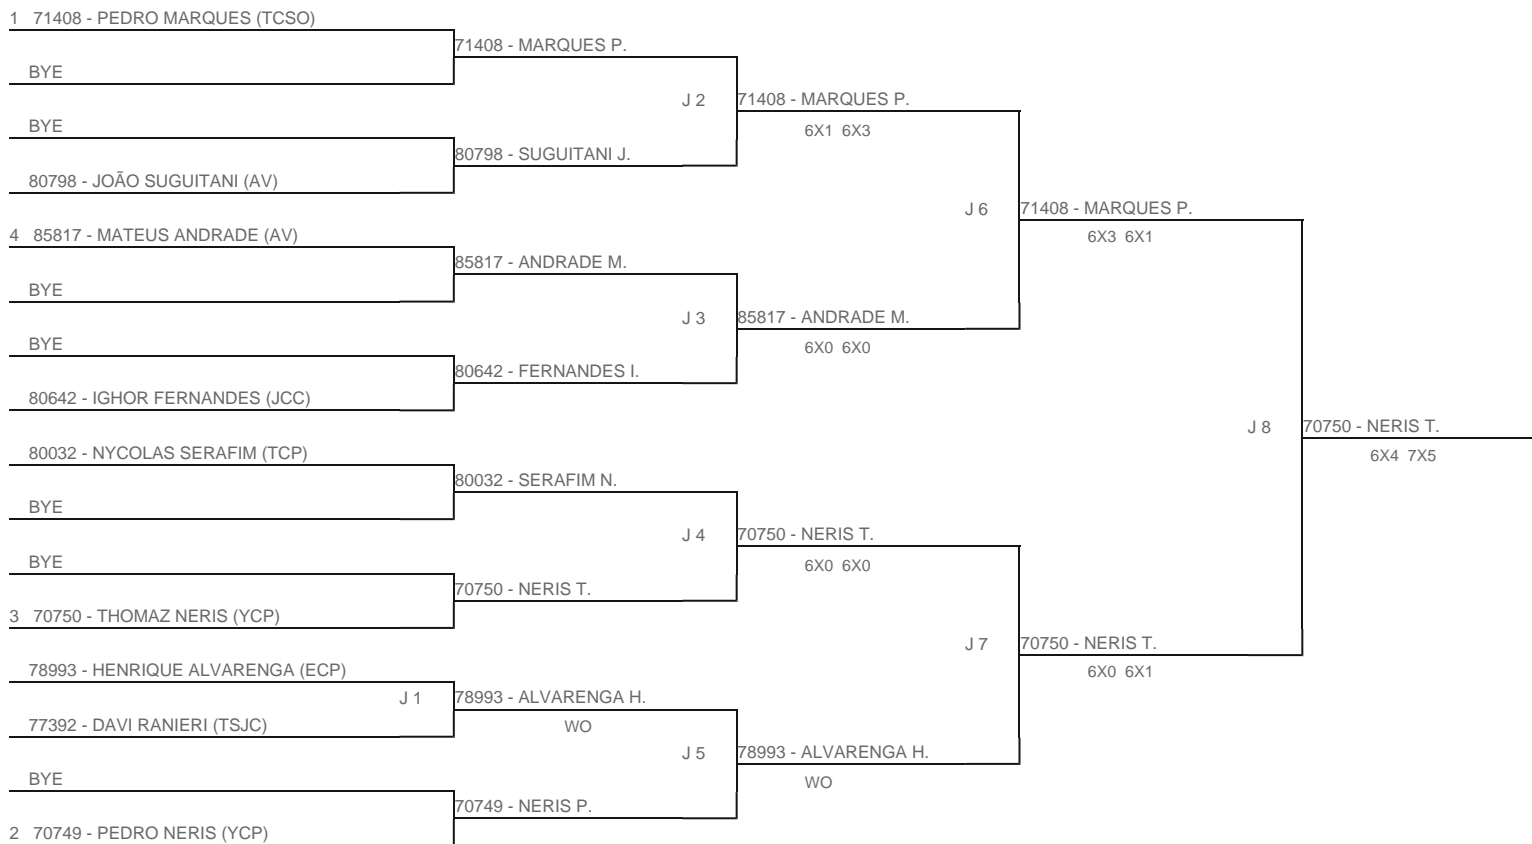 1 71408 - PEDRO MARQUES (TCSO)
71408 - MARQUES P.
BYE
J 2
71408 - MARQUES P.
6X1 6X3
BYE
80798 - SUGUITANI J.
80798 - JOÃO SUGUITANI (AV)
J 6
71408 - MARQUES P.
6X3 6X1
4 85817 - MATEUS ANDRADE (AV)
85817 - ANDRADE M.
BYE
J 3
85817 - ANDRADE M.
6X0 6X0
BYE
80642 - FERNANDES I.
80642 - IGHOR FERNANDES (JCC)
J 8
70750 - NERIS T.
6X4 7X5
80032 - NYCOLAS SERAFIM (TCP)
80032 - SERAFIM N.
BYE
J 4
70750 - NERIS T.
6X0 6X0
BYE
70750 - NERIS T.
3 70750 - THOMAZ NERIS (YCP)
J 7
70750 - NERIS T.
6X0 6X1
78993 - HENRIQUE ALVARENGA (ECP)
J 1
78993 - ALVARENGA H.
WO
77392 - DAVI RANIERI (TSJC)
J 5
78993 - ALVARENGA H.
WO
BYE
70749 - NERIS P.
2 70749 - PEDRO NERIS (YCP)